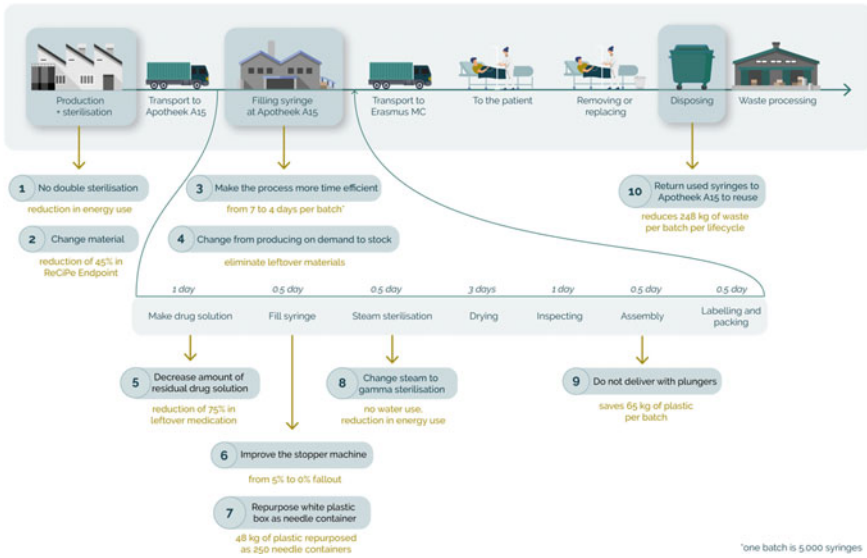 Production
+ sterilisation
Transport to
Apotheek A15
Filling syringe
at Apotheek A15
Transport to
Erasmus MC
To the patient
Removing or
replacing
Disposing
Waste processing
1 No double sterilisation
reduction in energy use
2 Change material
reduction of 45% in
ReCiPe Endpoint
3 Make the process more time efficient
from 7 to 4 days per batch*
4 Change from producing on demand to stock
eliminate leftover materials
10 Return used syringes to
Apotheek A15 to reuse
reduces 248 kg of waste
per batch per lifecycle
1 day
0.5 day
0.5 day
3 days
1 day
0.5 day
0.5 day
Make drug solution
Fill syringe
Steam sterilisation
Drying
Inspecting
Assembly
Labelling and
packing
5 Decrease amount of
residual drug solution
reduction of 75% in
leftover medication
8 Change steam to
gamma sterilisation
no water use,
reduction in energy use
9 Do not deliver with plungers
saves 65 kg of plastic
per batch
6 Improve the stopper machine
from 5% to 0% fallout
7 Repurpose white plastic
box as needle container
48 kg of plastic repurposed
as 250 needle containers
*one batch is 5.000 syringes